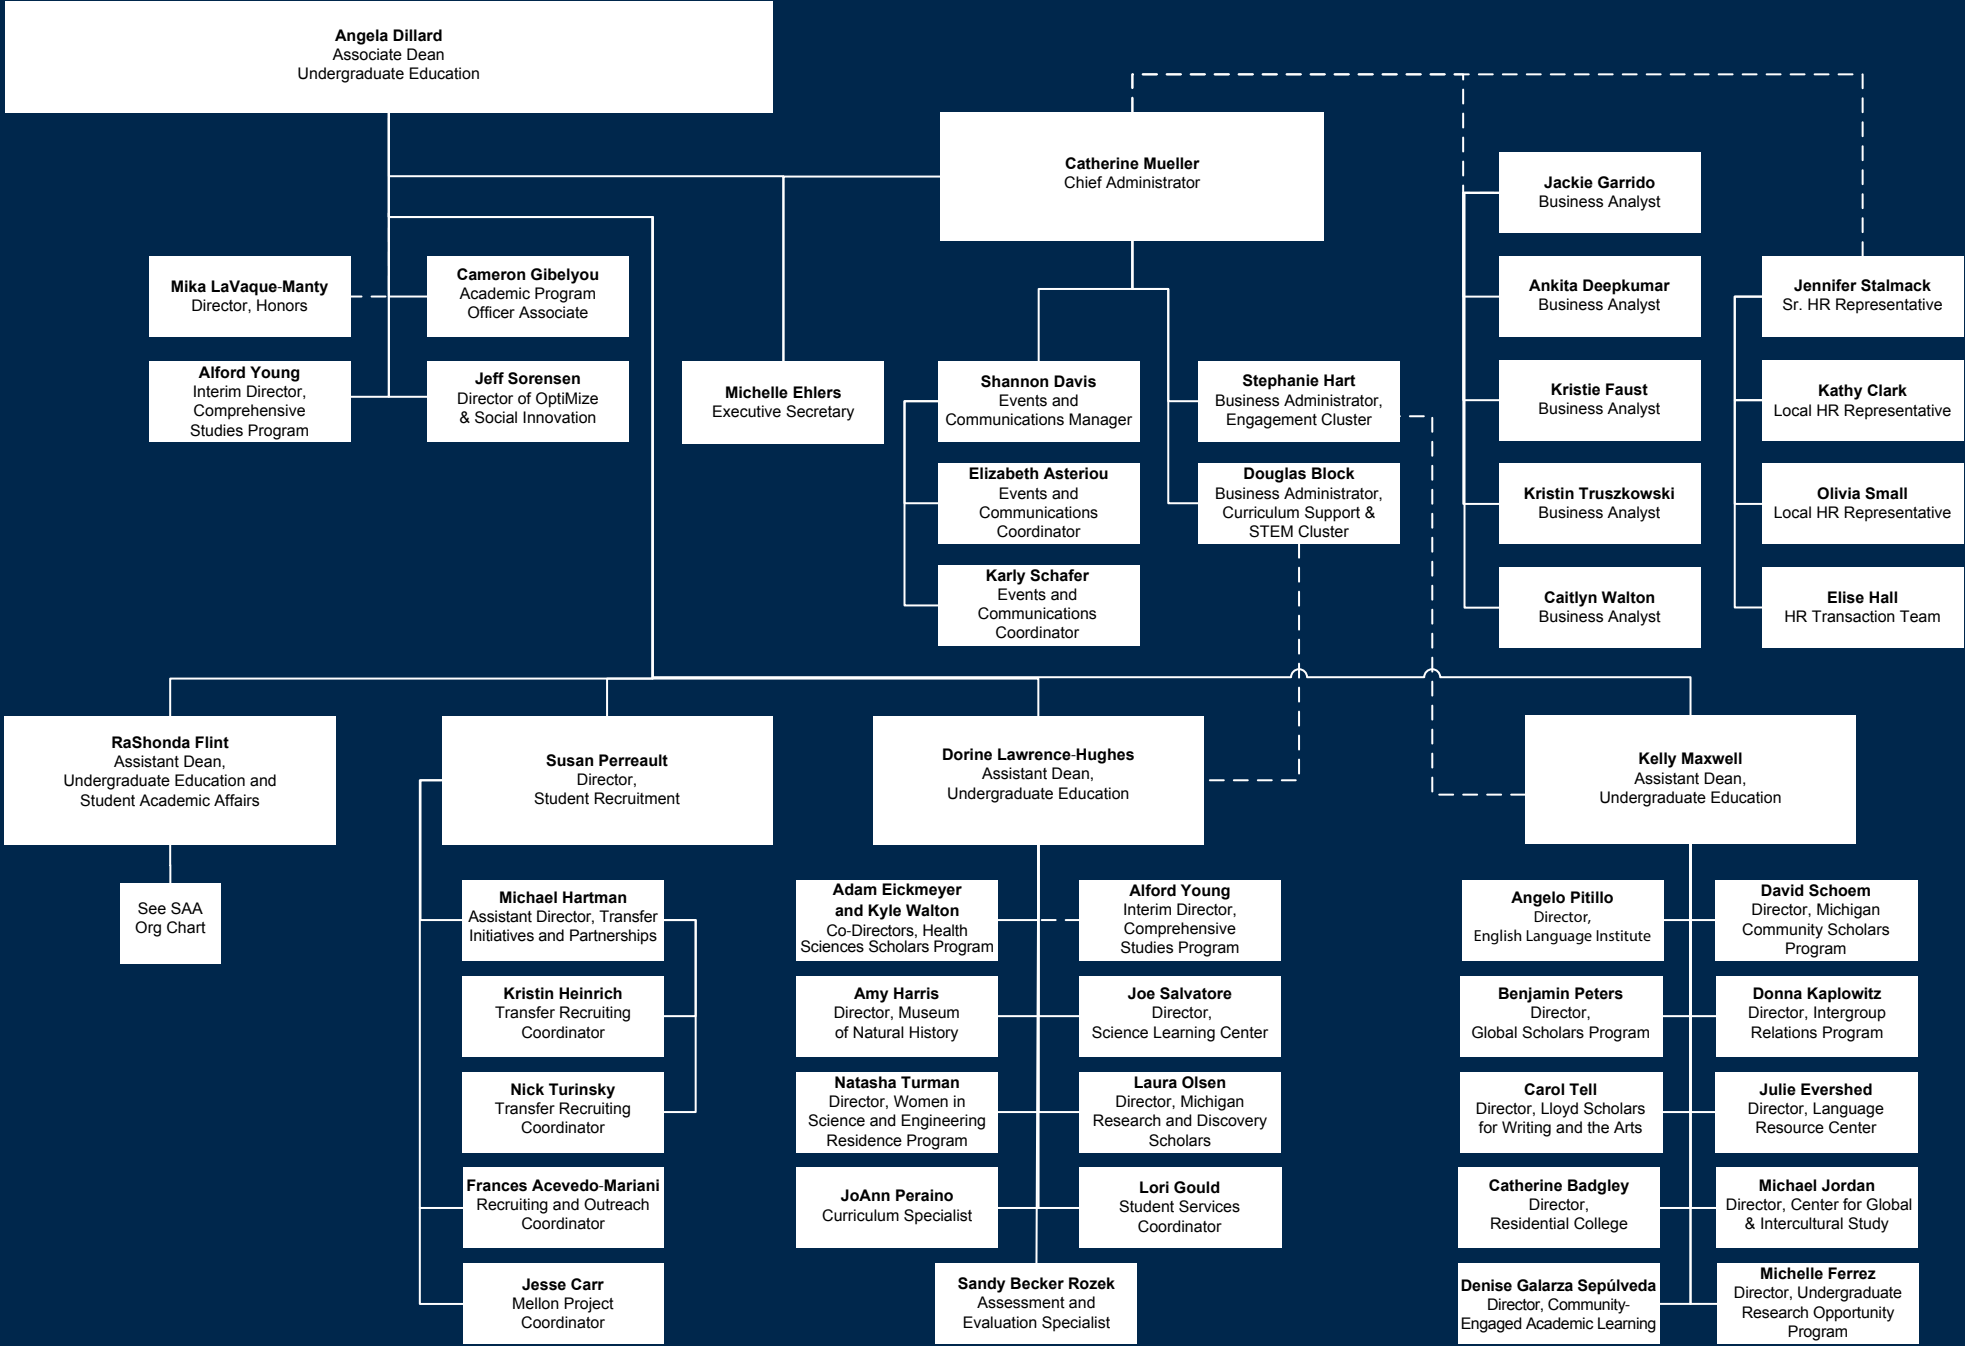 Angela Dillard
Associate Dean
Undergraduate Education
Catherine Mueller
Chief Administrator
Mika LaVaque-Manty
Director, Honors
Cameron Gibelyou
Academic Program
Officer Associate
Alford Young
Interim Director,
Comprehensive
Studies Program
Jeff Sorensen
Director of OptiMize
& Social Innovation
Michelle Ehlers
Executive Secretary
Shannon Davis
Events and
Communications Manager
Elizabeth Asteriou
Events and
Communications
Coordinator
Karly Schafer
Events and
Communications
Coordinator
Stephanie Hart
Business Administrator,
Engagement Cluster
Douglas Block
Business Administrator,
Curriculum Support &
STEM Cluster
Jackie Garrido
Business Analyst
Ankita Deepkumar
Business Analyst
Kristie Faust
Business Analyst
Kristin Truszkowski
Business Analyst
Caitlyn Walton
Business Analyst
Jennifer Stalmack
Sr. HR Representative
Kathy Clark
Local HR Representative
Olivia Small
Local HR Representative
Elise Hall
HR Transaction Team
RaShonda Flint
Assistant Dean,
Undergraduate Education and
Student Academic Affairs
See SAA
Org Chart
Susan Perreault
Director,
Student Recruitment
Michael Hartman
Assistant Director, Transfer
Initiatives and Partnerships
Kristin Heinrich
Transfer Recruiting
Coordinator
Nick Turinsky
Transfer Recruiting
Coordinator
Frances Acevedo-Mariani
Recruiting and Outreach
Coordinator
Jesse Carr
Mellon Project
Coordinator
Dorine Lawrence-Hughes
Assistant Dean,
Undergraduate Education
Adam Eickmeyer
and Kyle Walton
Co-Directors, Health
Sciences Scholars Program
Alford Young
Interim Director,
Comprehensive
Studies Program
Amy Harris
Director, Museum
of Natural History
Joe Salvatore
Director,
Science Learning Center
Natasha Turman
Director, Women in
Science and Engineering
Residence Program
Laura Olsen
Director, Michigan
Research and Discovery
Scholars
JoAnn Peraino
Curriculum Specialist
Lori Gould
Student Services
Coordinator
Sandy Becker Rozek
Assessment and
Evaluation Specialist
Kelly Maxwell
Assistant Dean,
Undergraduate Education
Angelo Pitillo
Director,
English Language Institute
David Schoem
Director, Michigan
Community Scholars
Program
Benjamin Peters
Director,
Global Scholars Program
Donna Kaplowitz
Director, Intergroup
Relations Program
Carol Tell
Director, Lloyd Scholars
for Writing and the Arts
Julie Evershed
Director, Language
Resource Center
Catherine Badgley
Director,
Residential College
Michael Jordan
Director, Center for Global
& Intercultural Study
Denise Galarza Sepúlveda
Director, Community-
Engaged Academic Learning
Michelle Ferrez
Director, Undergraduate
Research Opportunity
Program